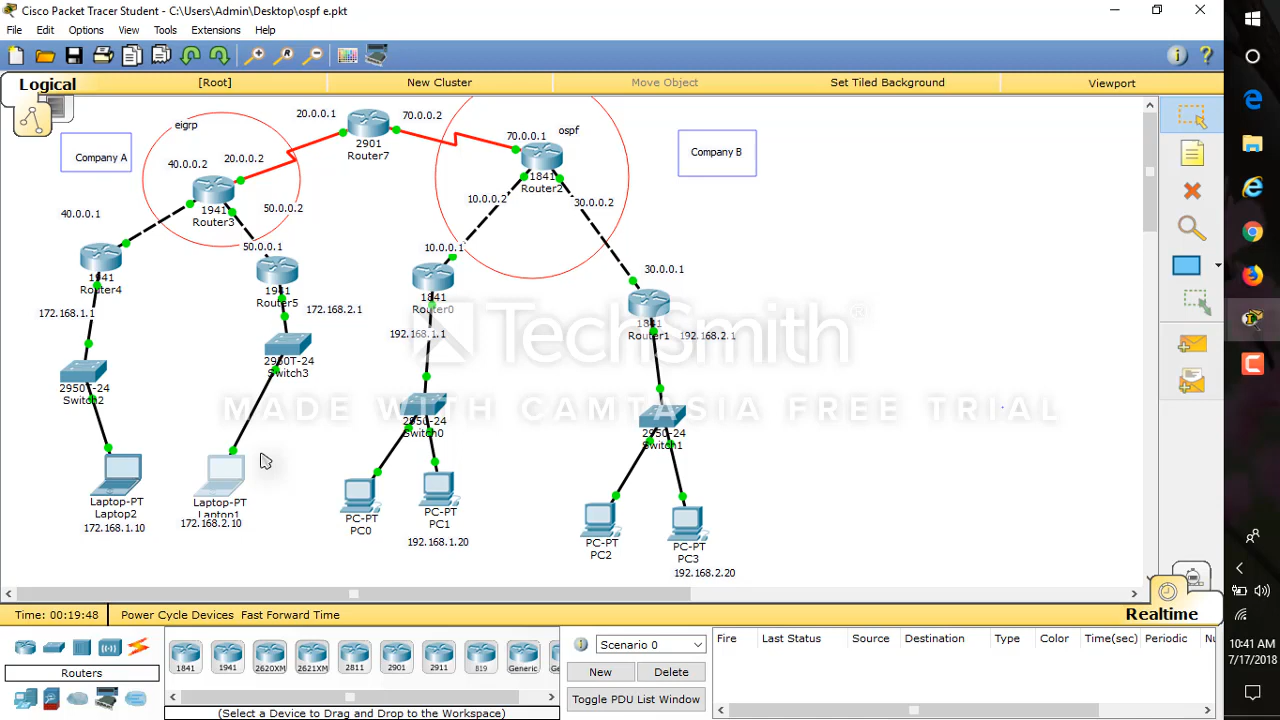 Cisco Packet Tracer Student - C:\Users\Admin\Desktop\ospf e.pkt
File Edit Options View Tools Extensions Help
Logical [Root] New Cluster Move Object Set Tiled Background Viewport
eigrp
Company A
20.0.0.1
70.0.0.2
2901
Router7
70.0.0.1
ospf
Company B
40.0.0.2
20.0.0.2
1941
Router3
50.0.0.2
1841
Router2
10.0.0.2
30.0.0.2
40.0.0.1
50.0.0.1
10.0.0.1
30.0.0.1
1941
Router4
1941
Router5
1841
Router0
1841
Router1
172.168.1.1
172.168.2.1
192.168.1.1
192.168.2.1
TechSmith®
MADE WITH CAMTASIA FREE TRIAL
2950T-24
Switch2
2950T-24
Switch3
2950-24
Switch0
2950-24
Switch1
Laptop-PT
Laptop2
172.168.1.10
Laptop-PT
Laptop1
172.168.2.10
PC-PT
PC0
PC-PT
PC1
192.168.1.20
PC-PT
PC2
PC-PT
PC3
192.168.2.20
Time: 00:19:48 Power Cycle Devices Fast Forward Time
Realtime
Routers
1841 1941 2620XM 2621XM 2811 2901 2911 819 Generic
(Select a Device to Drag and Drop to the Workspace)
Scenario 0
New Delete
Toggle PDU List Window
Fire Last Status Source Destination Type Color Time(sec) Periodic
10:41 AM
7/17/2018